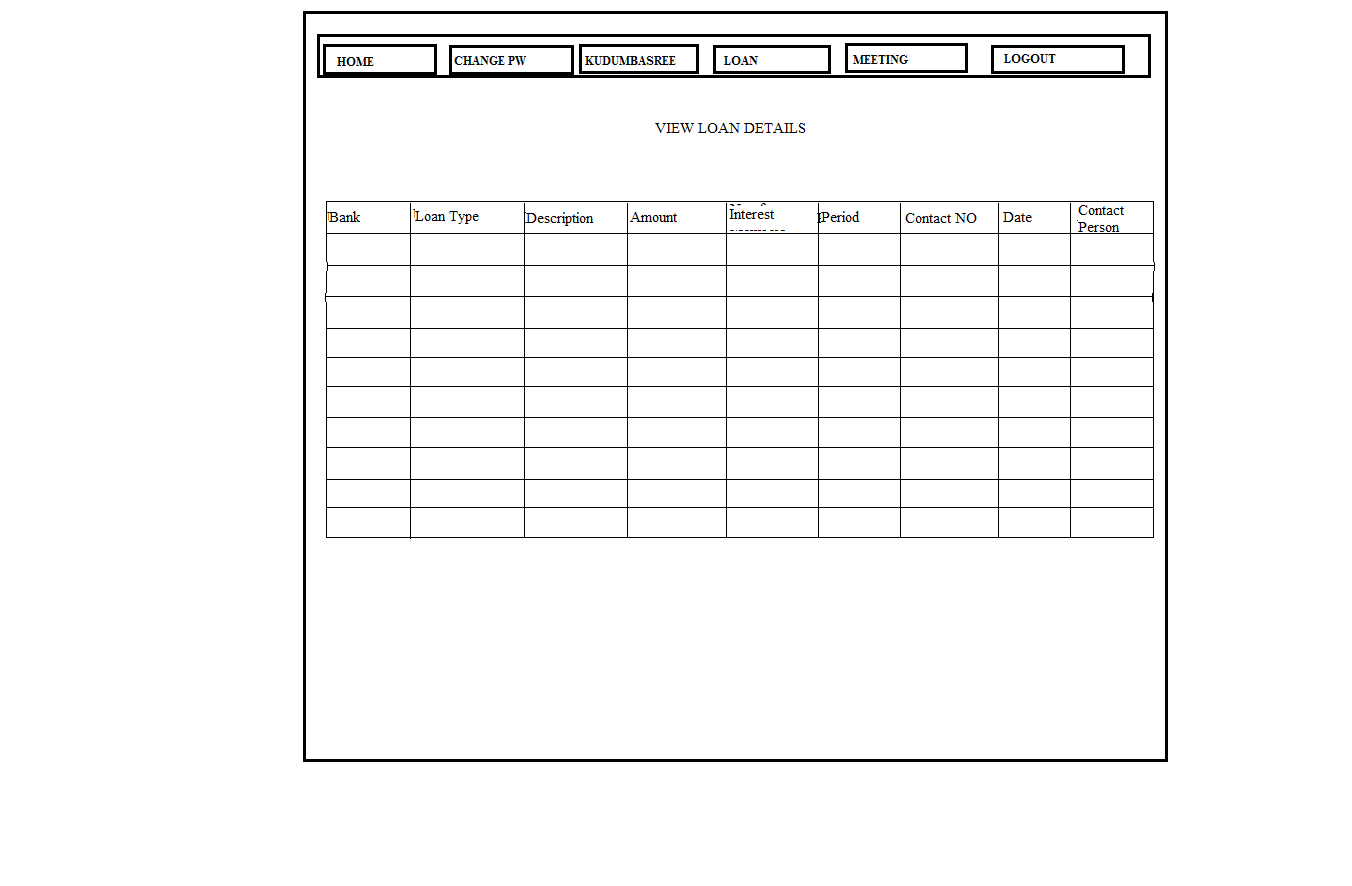 HOME CHANGE PW KUDUMBASREE LOAN MEETING LOGOUT
VIEW LOAN DETAILS
Bank Loan Type Description Amount Interest Period Contact NO Date Contact
Person